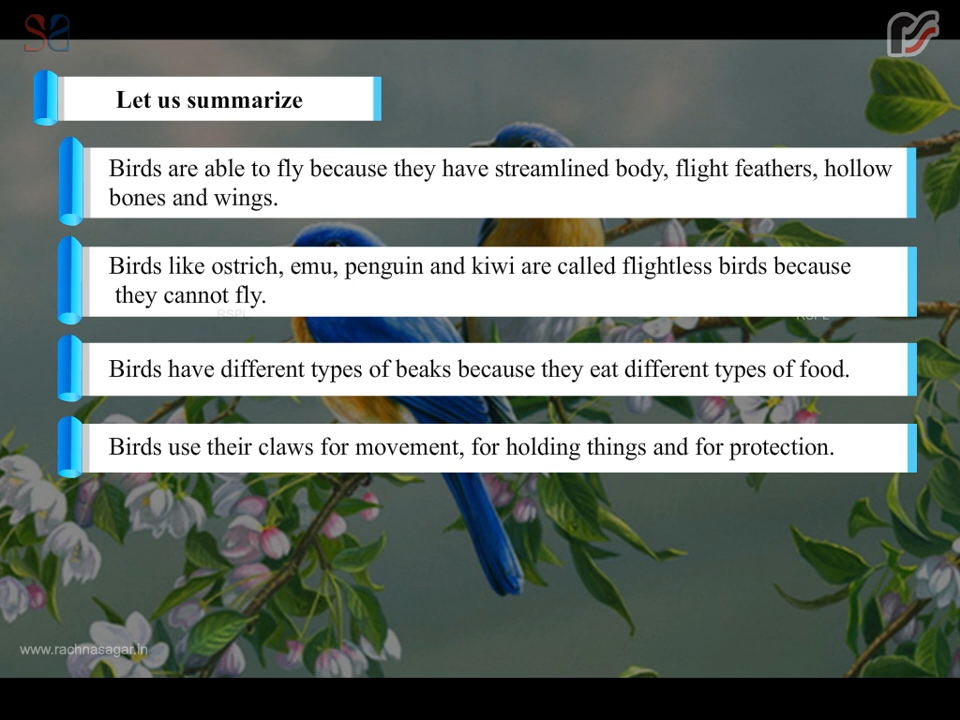 Let us summarize
Birds are able to fly because they have streamlined body, flight feathers, hollow
bones and wings.
Birds like ostrich, emu, penguin and kiwi are called flightless birds because
they cannot fly.
RSPL
RSPL
Birds have different types of beaks because they eat different types of food.
Birds use their claws for movement, for holding things and for protection.
www.rachnasagar.in